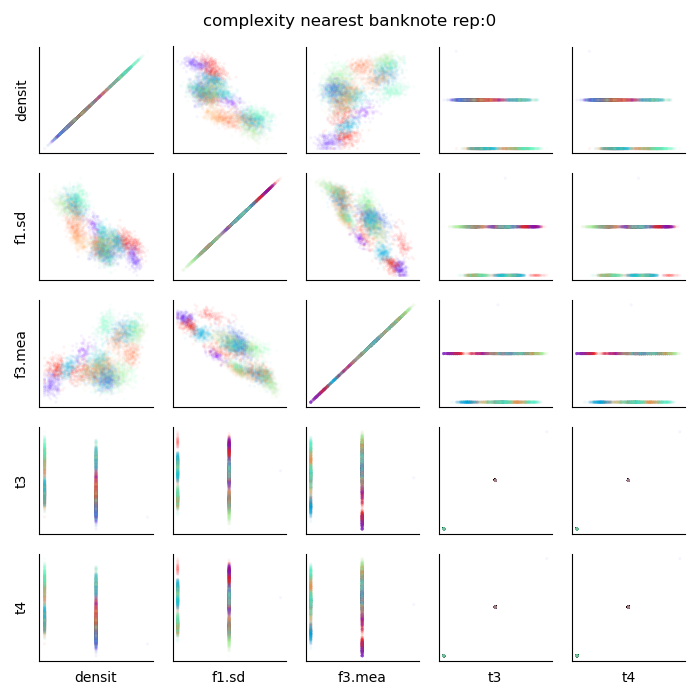 complexity nearest banknote rep:0
densit
f1.sd
f3.mea
t3
t4
densit
f1.sd
f3.mea
t3
t4